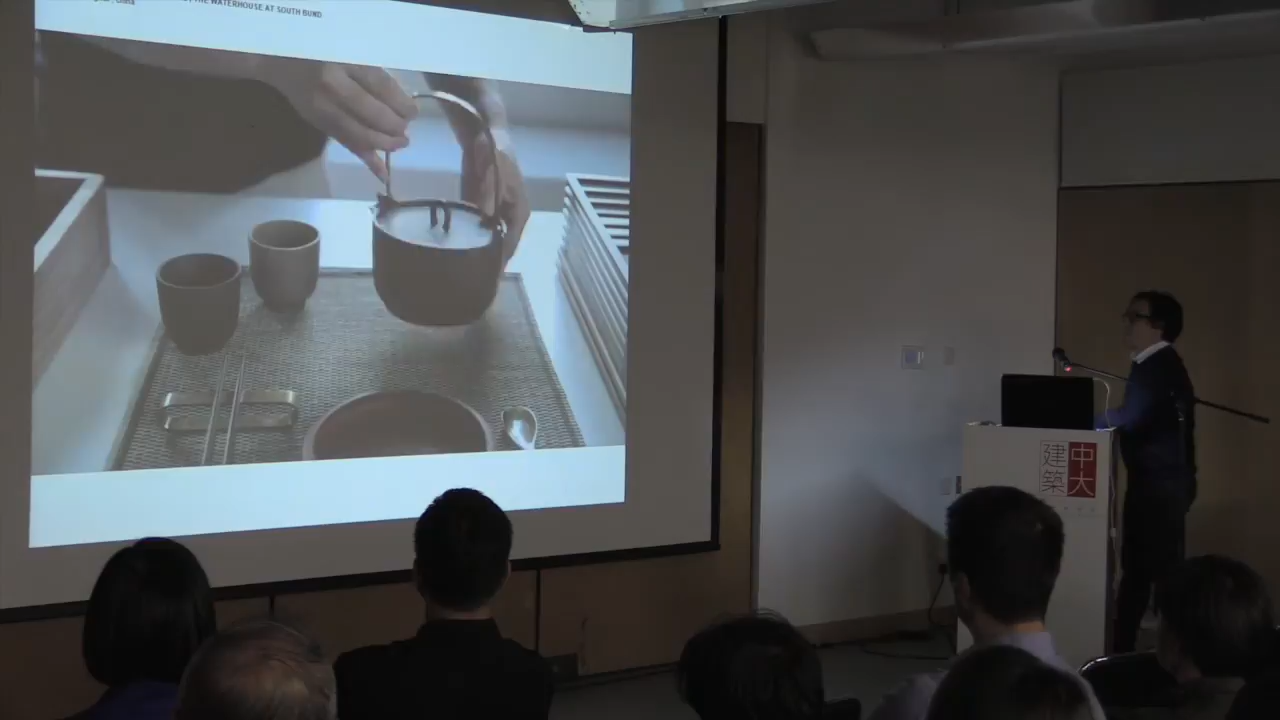 THE WATERHOUSE AT SOUTH BUND
建築
中大